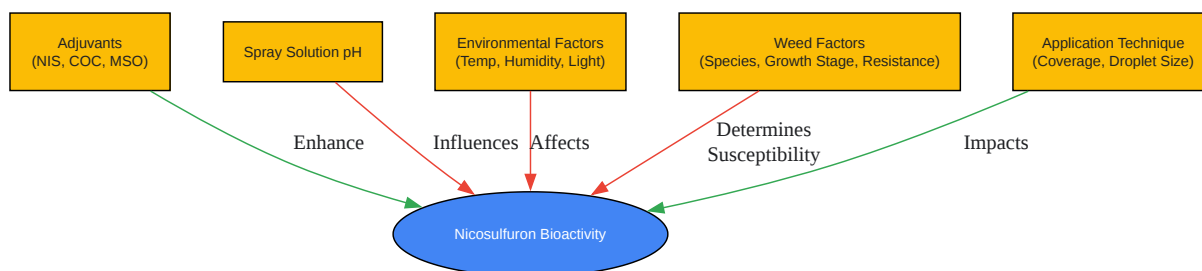 Adjuvants
(NIS, COC, MSO)
Spray Solution pH
Environmental Factors
(Temp, Humidity, Light)
Weed Factors
(Species, Growth Stage, Resistance)
Application Technique
(Coverage, Droplet Size)
Enhance
Influences
Affects
Determines
Susceptibility
Impacts
Nicosulfuron Bioactivity